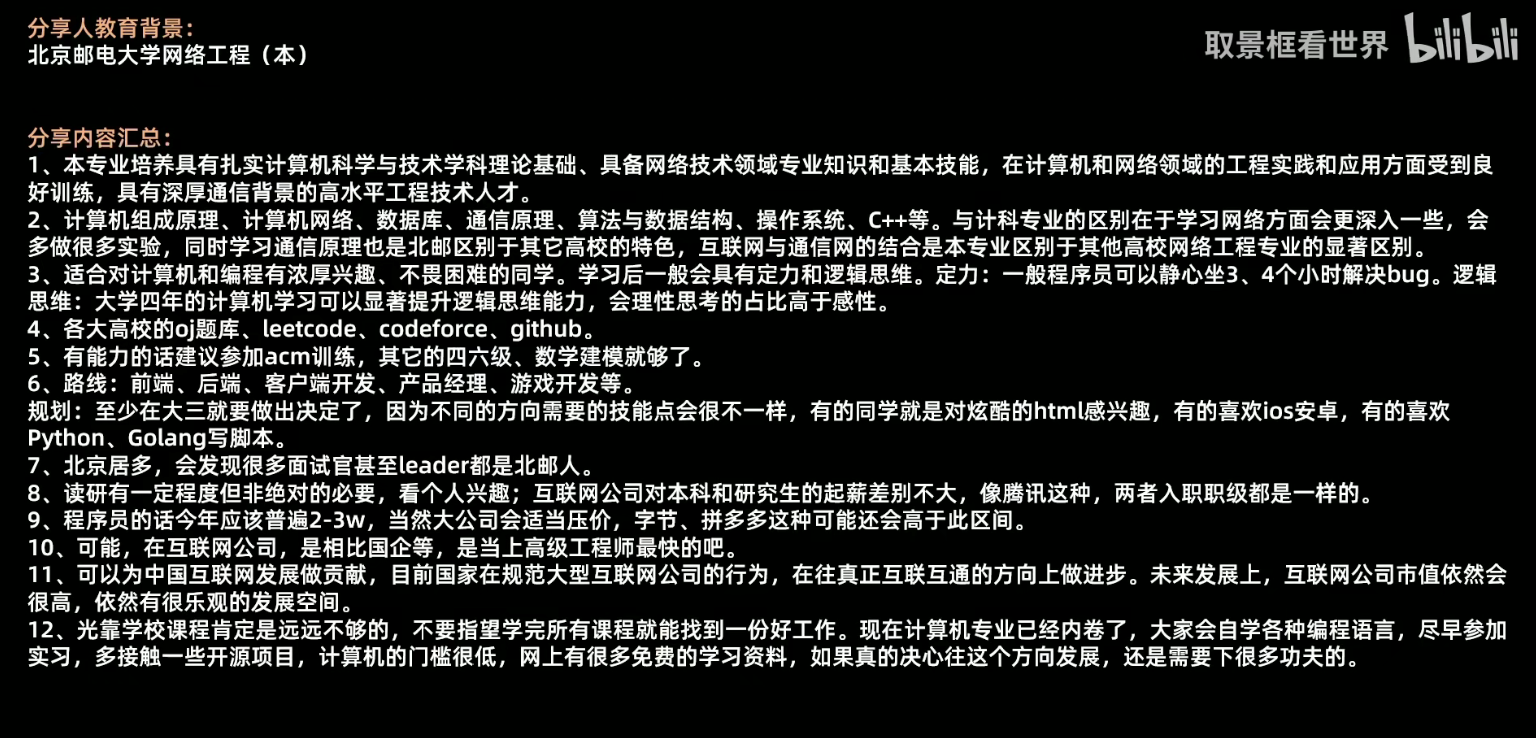 分享人教育背景：
北京邮电大学网络工程（本）
取景框看世界 bilibili
分享内容汇总：
1、本专业培养具有扎实计算机科学与技术学科理论基础、具备网络技术领域专业知识和基本技能，在计算机和网络领域的工程实践和应用方面受到良
好训练，具有深厚通信背景的高水平工程技术人才。
2、计算机组成原理、计算机网络、数据库、通信原理、算法与数据结构、操作系统、C++等。与计科专业的区别在于学习网络方面会更深入一些，会
多做很多实验，同时学习通信原理也是北邮区别于其它高校的特色，互联网与通信网的结合是本专业区别于其他高校网络工程专业的显著区别。
3、适合对计算机和编程有浓厚兴趣、不畏困难的同学。学习后一般会具有定力和逻辑思维。定力：一般程序员可以静心坐3、4个小时解决bug。逻辑
思维：大学四年的计算机学习可以显著提升逻辑思维能力，会理性思考的占比高于感性。
4、各大高校的oj题库、leetcode、codeforce、github。
5、有能力的话建议参加acm训练，其它的四六级、数学建模就够了。
6、路线：前端、后端、客户端开发、产品经理、游戏开发等。
规划：至少在大三就要做出决定了，因为不同的方向需要的技能点会很不一样，有的同学就是对炫酷的html感兴趣，有的喜欢ios安卓，有的喜欢
Python、Golang写脚本。
7、北京居多，会发现很多面试官甚至leader都是北邮人。
8、读研有一定程度但非绝对的必要，看个人兴趣；互联网公司对本科和研究生的起薪差别不大，像腾讯这种，两者入职职级都是一样的。
9、程序员的话今年应该普遍2-3w，当然大公司会适当压价，字节、拼多多这种可能还会高于此区间。
10、可能，在互联网公司，是相比国企等，是当上高级工程师最快的吧。
11、可以为中国互联网发展做贡献，目前国家在规范大型互联网公司的行为，在往真正互联互通的方向上做进步。未来发展上，互联网公司市值依然会
很高，依然有很乐观的发展空间。
12、光靠学校课程肯定是远远不够的，不要指望学完所有课程就能找到一份好工作。现在计算机专业已经内卷了，大家会自学各种编程语言，尽早参加
实习，多接触一些开源项目，计算机的门槛很低，网上有很多免费的学习资料，如果真的决心往这个方向发展，还是需要下很多功夫的。